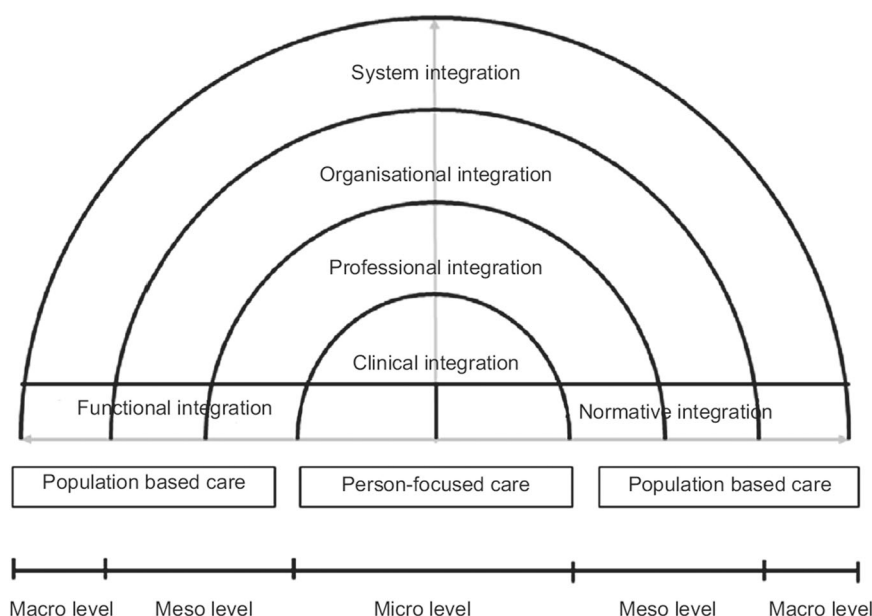 System integration
Organisational integration
Professional integration
Clinical integration
Functional integration Normative integration
Population based care Person-focused care Population based care
Macro level Meso level Micro level Meso level Macro level